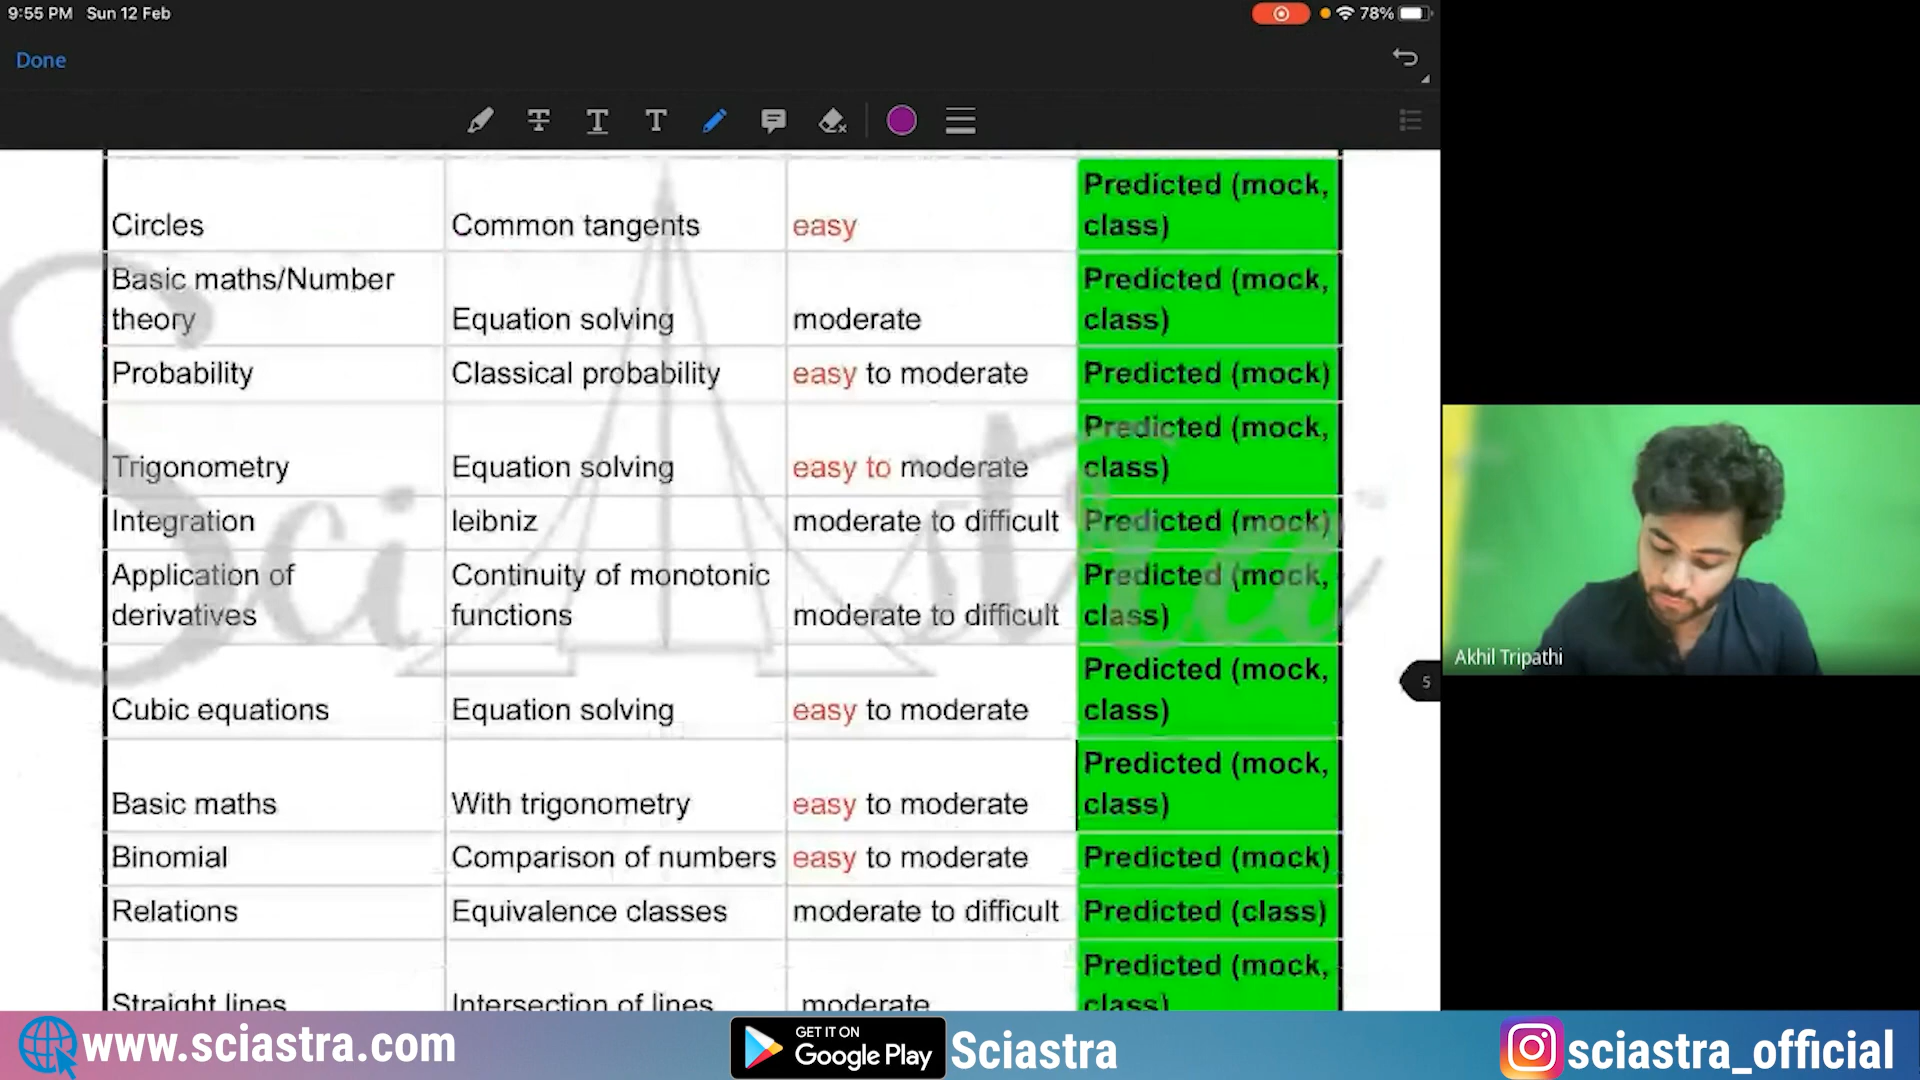 9:55 PM Sun 12 Feb
78%
Done
Circles Common tangents easy Predicted (mock, class)
Basic maths/Number theory Equation solving moderate Predicted (mock, class)
Probability Classical probability easy to moderate Predicted (mock)
Trigonometry Equation solving easy to moderate Predicted (mock, class)
Integration leibniz moderate to difficult Predicted (mock)
Application of derivatives Continuity of monotonic functions moderate to difficult Predicted (mock, class)
Cubic equations Equation solving easy to moderate Predicted (mock, class)
Basic maths With trigonometry easy to moderate Predicted (mock, class)
Binomial Comparison of numbers easy to moderate Predicted (mock)
Relations Equivalence classes moderate to difficult Predicted (class)
Straight lines Intersection of lines moderate Predicted (mock, class)
SciAstra
5
Akhil Tripathi
www.sciastra.com
GET IT ON
Google Play
Sciastra
sciastra_official